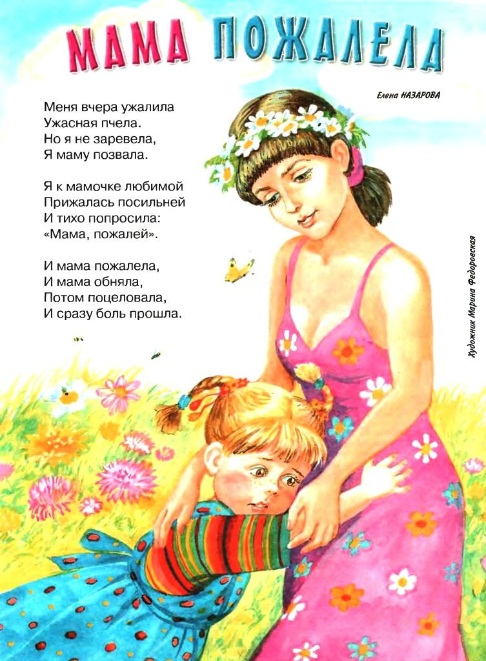 МАМА ПОЖАЛЕЛА
Елена НАЗАРОВА
Меня вчера ужалила
Ужасная пчела.
Но я не заревела,
Я маму позвала.
Я к мамочке любимой
Прижалась посильней
И тихо попросила:
«Мама, пожалей».
И мама пожалела,
И мама обняла,
Потом поцеловала,
И сразу боль прошла.
Художник Марина Федоровская